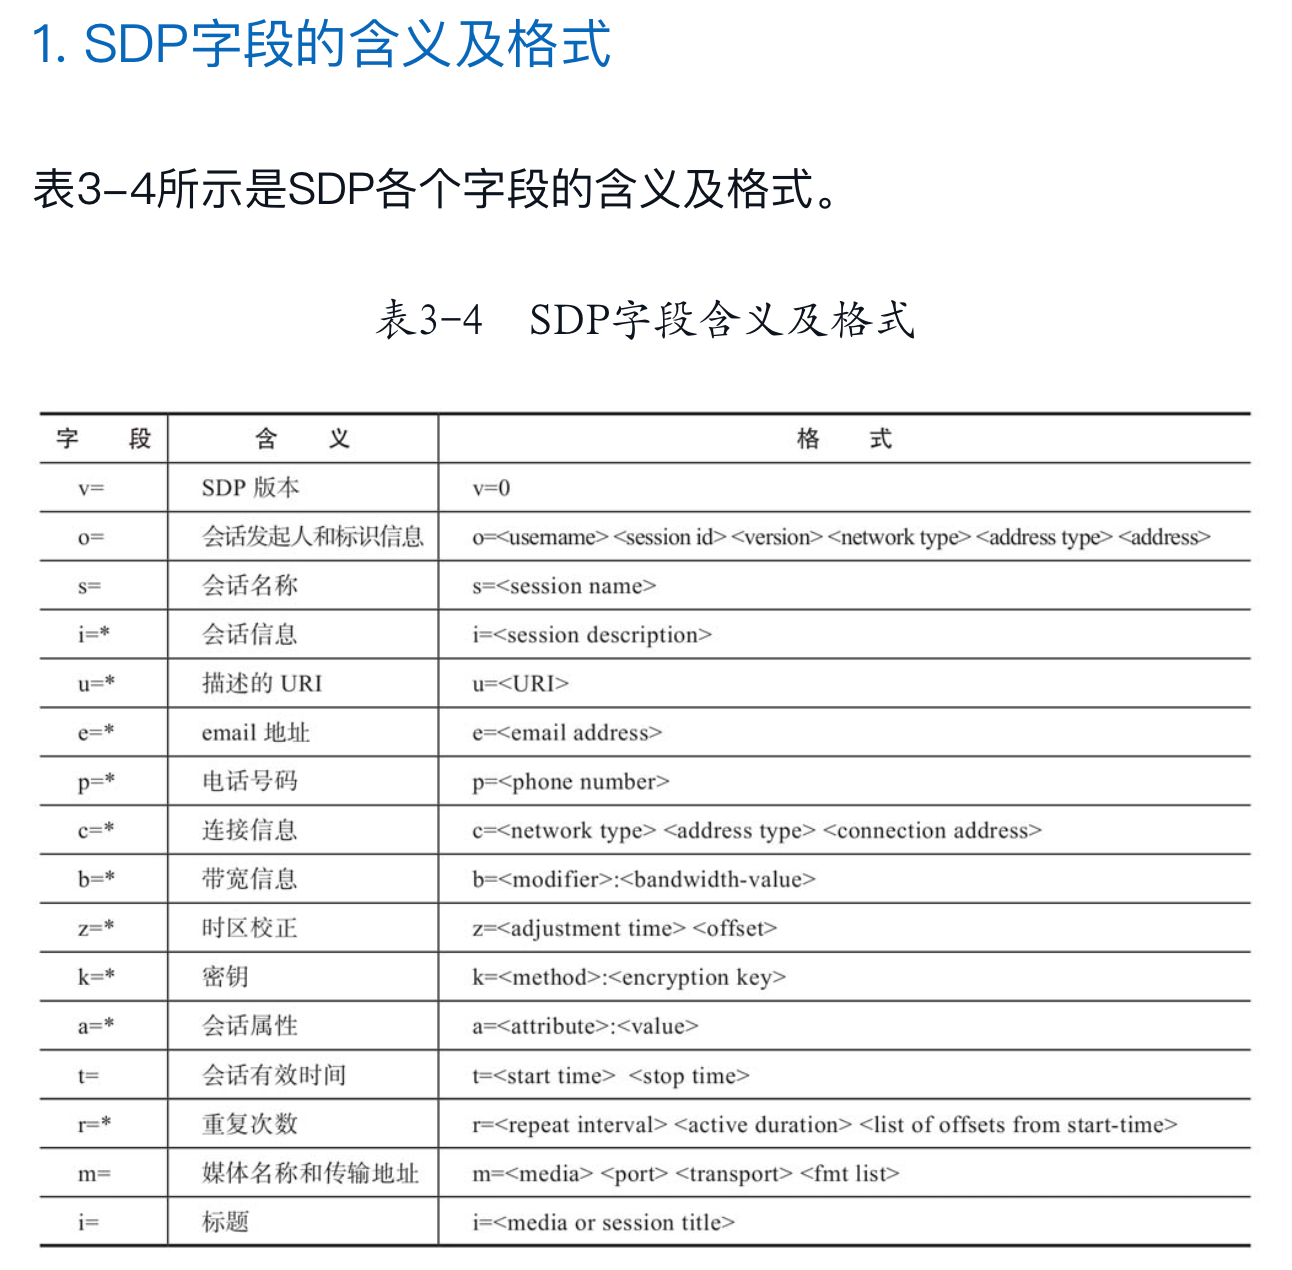 1. SDP字段的含义及格式
表3-4所示是SDP各个字段的含义及格式。
表3-4 SDP字段含义及格式
字 段 含 义 格 式
v= SDP 版本 v=0
o= 会话发起人和标识信息 o=<username> <session id> <version> <network type> <address type> <address>
s= 会话名称 s=<session name>
i=* 会话信息 i=<session description>
u=* 描述的 URI u=<URI>
e=* email 地址 e=<email address>
p=* 电话号码 p=<phone number>
c=* 连接信息 c=<network type> <address type> <connection address>
b=* 带宽信息 b=<modifier>:<bandwidth-value>
z=* 时区校正 z=<adjustment time> <offset>
k=* 密钥 k=<method>:<encryption key>
a=* 会话属性 a=<attribute>:<value>
t= 会话有效时间 t=<start time> <stop time>
r=* 重复次数 r=<repeat interval> <active duration> <list of offsets from start-time>
m= 媒体名称和传输地址 m=<media> <port> <transport> <fmt list>
i= 标题 i=<media or session title>